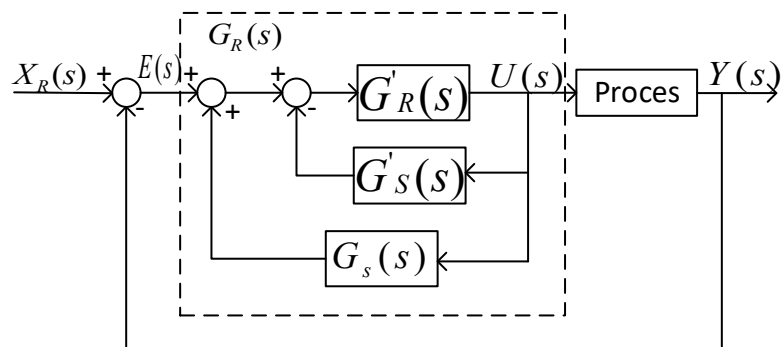 G_R(s)
X_R(s) + - E(s) + + + - G'_R(s) U(s) Proces Y(s)
G'_S(s)
G_s(s)